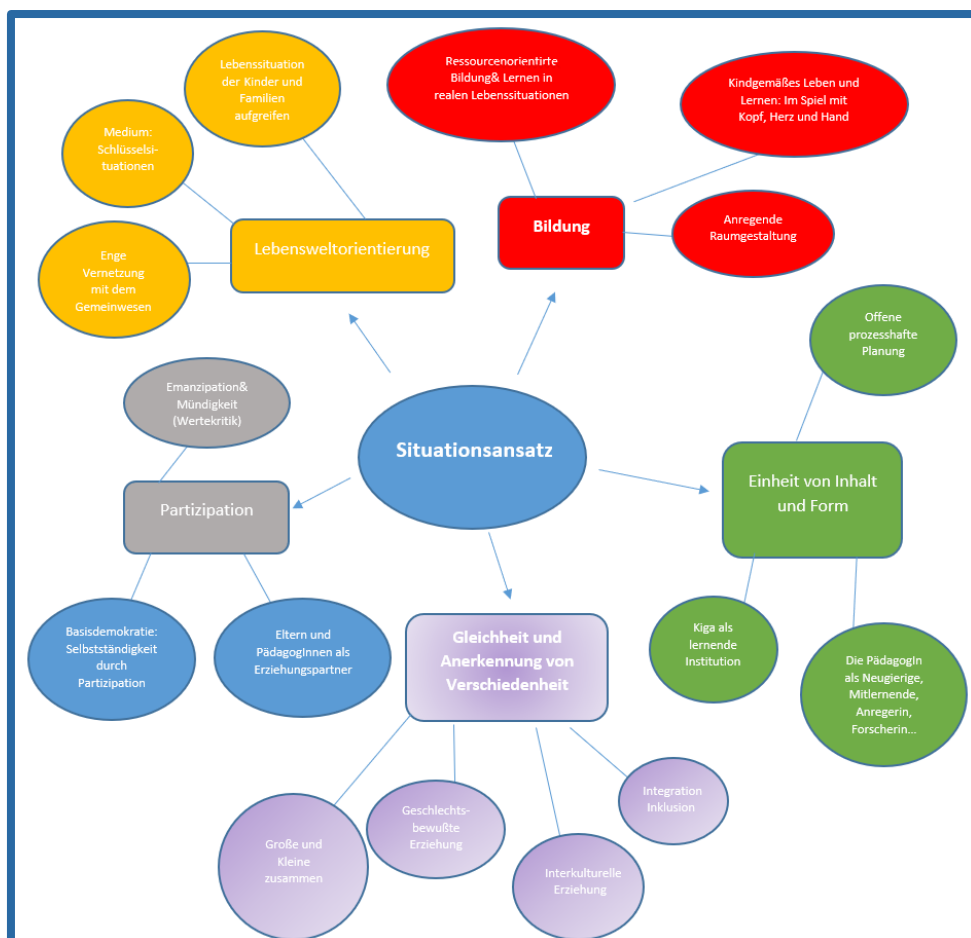 Lebenssituation
der Kinder und
Familien
aufgreifen
Medium:
Schlüsselsi-
tuationen
Enge
Vernetzung
mit dem
Gemeinwesen
Lebensweltorientierung
Ressourcenorientirte
Bildung& Lernen in
realen Lebenssituationen
Kindgemäßes Leben und
Lernen: Im Spiel mit
Kopf, Herz und Hand
Bildung
Anregende
Raumgestaltung
Offene
prozesshafte
Planung
Emanzipation&
Mündigkeit
(Wertekritik)
Situationsansatz
Einheit von Inhalt
und Form
Partizipation
Basisdemokratie:
Selbstständigkeit
durch
Partizipation
Eltern und
PädagogInnen als
Erziehungspartner
Gleichheit und
Anerkennung von
Verschiedenheit
Kiga als
lernende
Institution
Die PädagogIn
als Neugierige,
Mitlernende,
Anregerin,
Forscherin...
Große und
Kleine
zusammen
Geschlechts-
bewußte
Erziehung
Interkulturelle
Erziehung
Integration
Inklusion